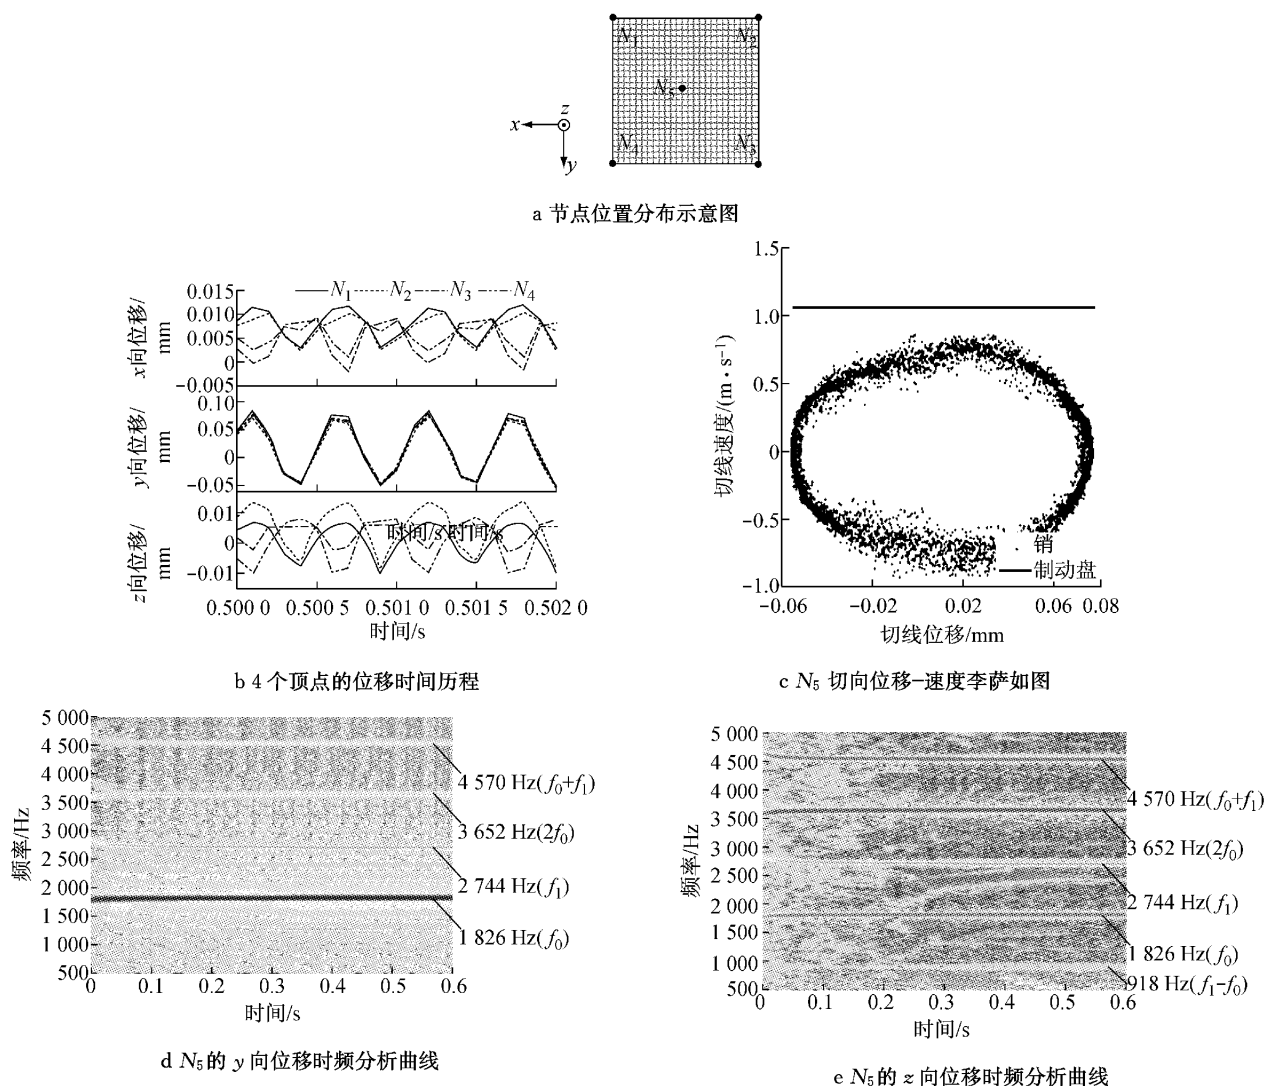 N₁ N₂
N₅
z
x
N₄ N₃
y
a 节点位置分布示意图
x向位移/mm
0.015
0.010
0.005
0
-0.005
N₁ N₂ N₃ N₄
y向位移/mm
0.10
0.05
0
-0.05
z向位移/mm
0.01
0
-0.01
时间/s 时间/s
0.500 0 0.500 5 0.501 0 0.501 5 0.502 0
时间/s
b 4个顶点的位移时间历程
切线速度/(m·s⁻¹)
1.5
1.0
0.5
0
-0.5
-1.0
销
制动盘
-0.06 -0.02 0.02 0.06 0.08
切线位移/mm
c N₅ 切向位移-速度李萨如图
频率/Hz
5 000
4 500
4 000
3 500
3 000
2 500
2 000
1 500
1 000
500
4 570 Hz(f₀+f₁)
3 652 Hz(2f₀)
2 744 Hz(f₁)
1 826 Hz(f₀)
0 0.1 0.2 0.3 0.4 0.5 0.6
时间/s
d N₅的 y 向位移时频分析曲线
频率/Hz
5 000
4 500
4 000
3 500
3 000
2 500
2 000
1 500
1 000
500
4 570 Hz(f₀+f₁)
3 652 Hz(2f₀)
2 744 Hz(f₁)
1 826 Hz(f₀)
918 Hz(f₁-f₀)
0 0.1 0.2 0.3 0.4 0.5 0.6
时间/s
e N₅的 z 向位移时频分析曲线